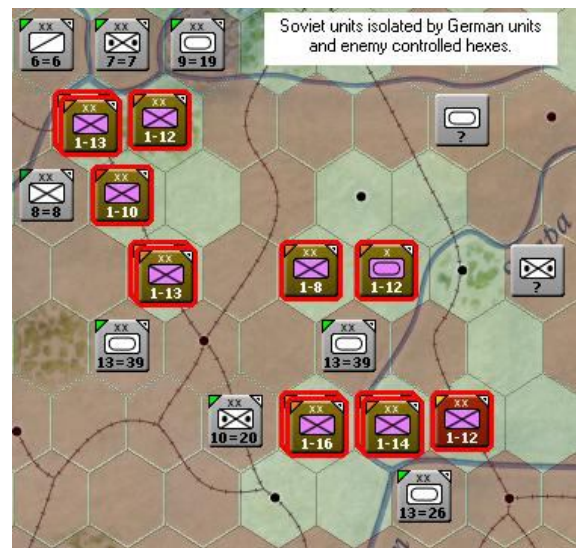 Soviet units isolated by German units
and enemy controlled hexes.
XX XX XX
6=6 7=7 9=19
XX XX
1-13 1-12
?
XX XX
8=8 1-10
XX XX X
1-13 1-8 1-12
?
XX XX
13=39 13=39
XX XX XX XX
10=20 1-16 1-14 1-12
XX
13=26